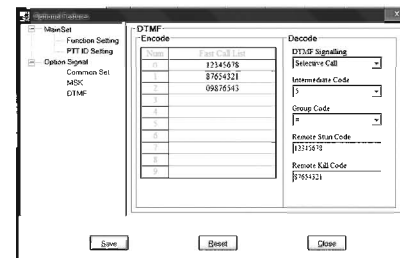 Optional Features
MainSet
Function Setting
PTT ID Setting
Option Signal
Common Set
MSK
DTMF
DTMF
Encode
Num Fast Call List
0 12345678
1 87654321
2 09876543
3
4
5
6
7
8
9
Decode
DTMF Signalling
Selective Call
Intermediate Code
Group Code
#
Remote Stun Code
12345678
Remote Kill Code
87654321
Save
Reset
Close